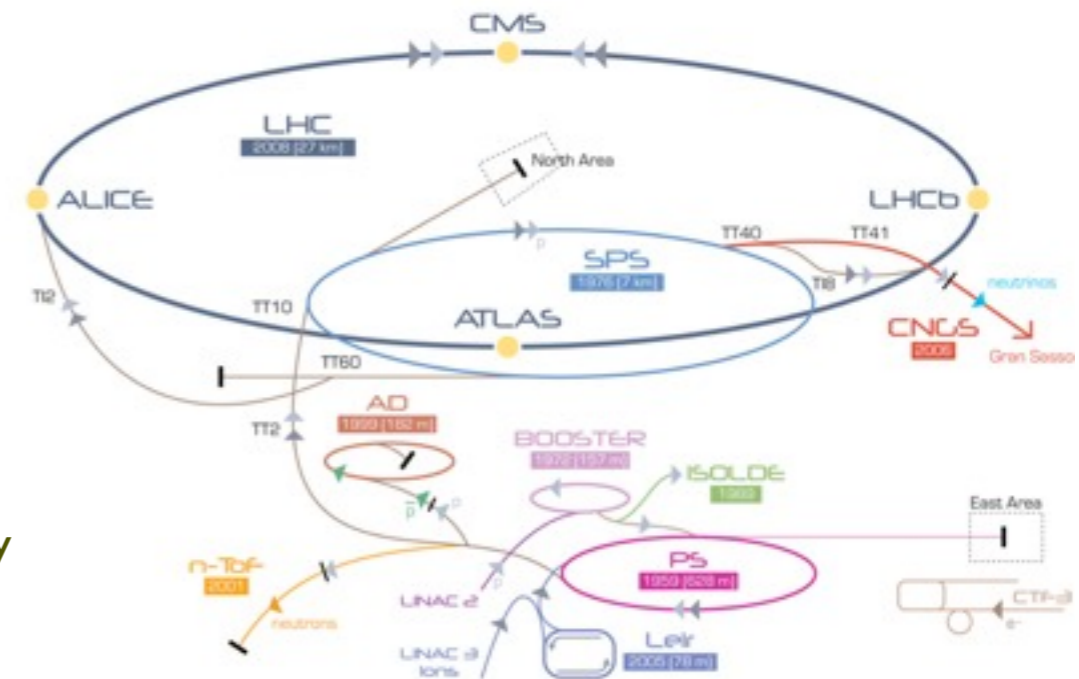 CMS
LHC
2008 (27 km)
North Area
ALICE
LHCb
TT40
TT41
SPS
1976 (7 km)
TI8
neutrinos
TI2
TT10
ATLAS
CNGS
2006
Gran Sasso
TT60
AD
1999 (182 m)
TT2
BOOSTER
1972 (157 m)
ISOLDE
1989
p
p
p̅
East Area
y
n-ToF
2001
PS
1959 (628 m)
LINAC 2
p
neutrons
CTF-3
e-
LINAC 3
Ions
Leir
2005 (78 m)